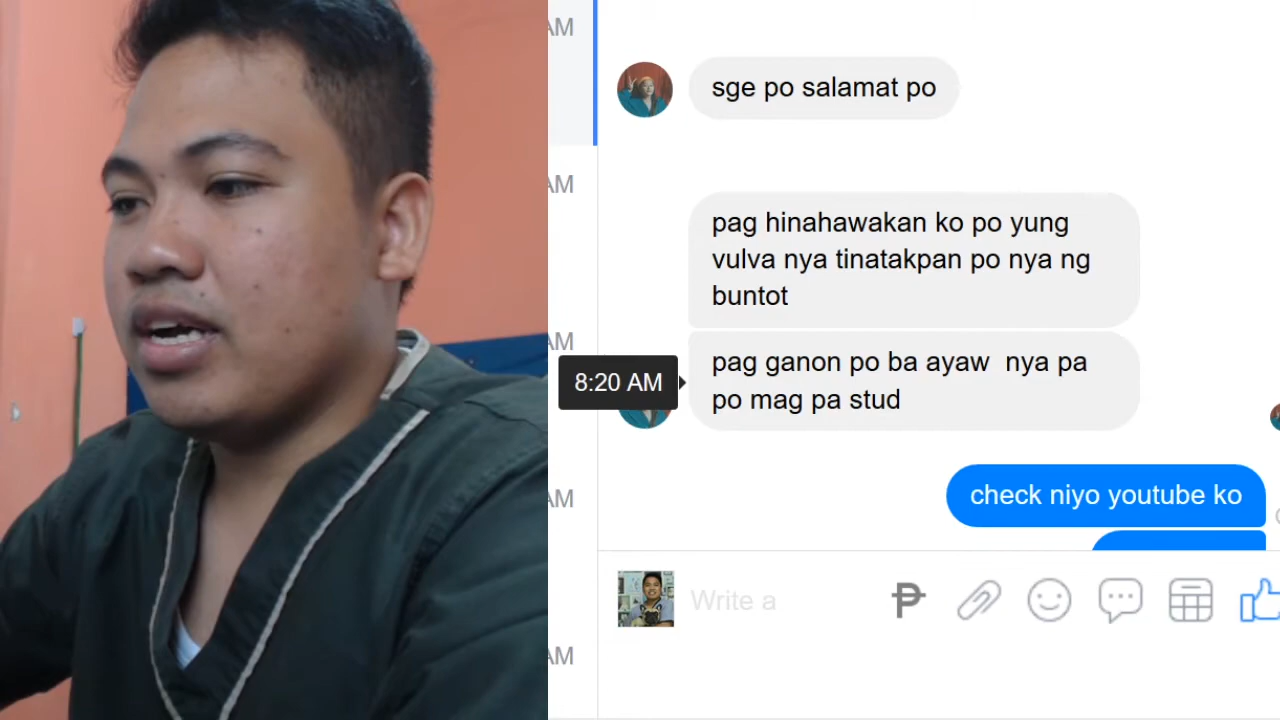 AM
sge po salamat po
AM
pag hinahawakan ko po yung
vulva nya tinatakpan po nya ng
buntot
AM
8:20 AM
pag ganon po ba ayaw  nya pa
po mag pa stud
AM
check niyo youtube ko
Write a
AM